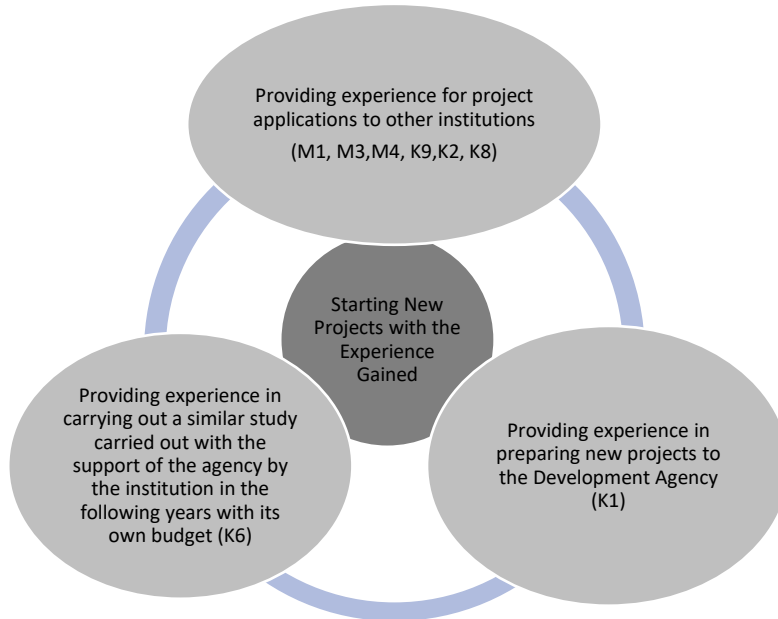 Providing experience for project
applications to other institutions
(M1, M3,M4, K9,K2, K8)
Starting New
Projects with the
Experience
Gained
Providing experience in
carrying out a similar study
carried out with the
support of the agency by
the institution in the
following years with its
own budget (K6)
Providing experience in
preparing new projects to
the Development Agency
(K1)